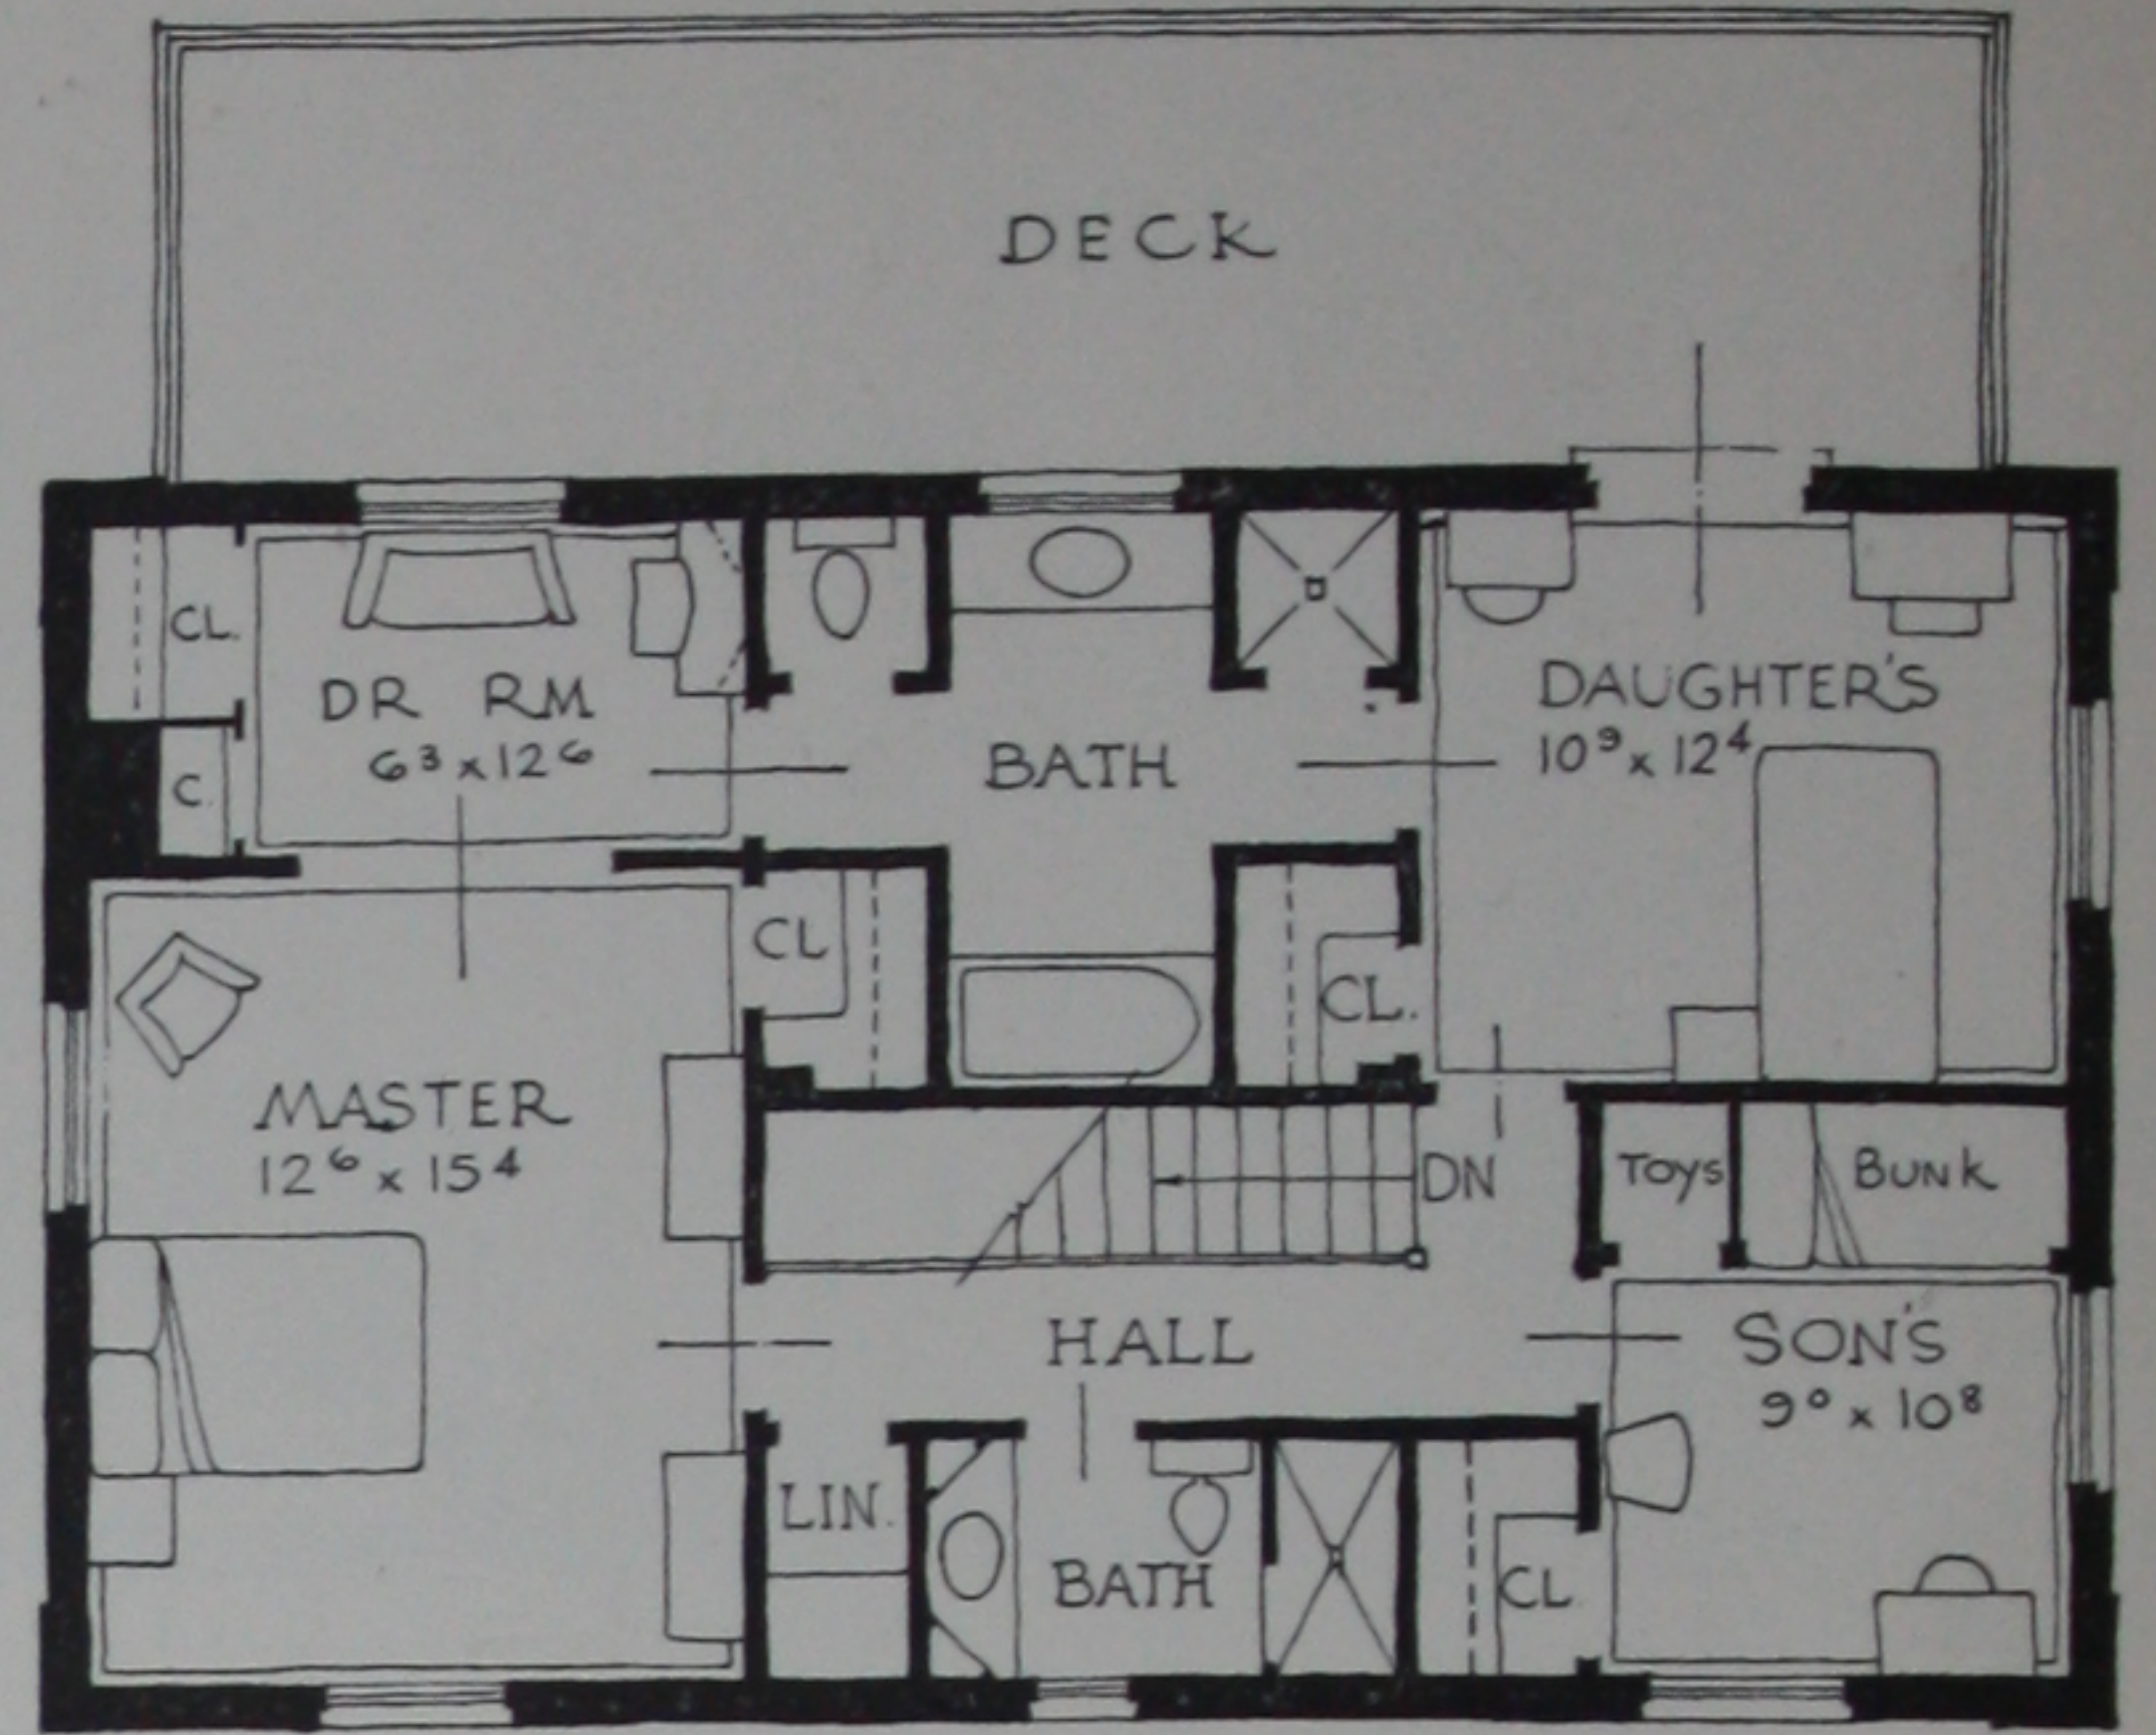 DECK
CL.
DR RM
6³ x 12⁶
C.
BATH
DAUGHTER'S
10⁹ x 12⁴
CL
CL.
MASTER
12⁶ x 15⁴
DN
TOYS
BUNK
HALL
SON'S
9⁰ x 10⁸
LIN.
BATH
CL